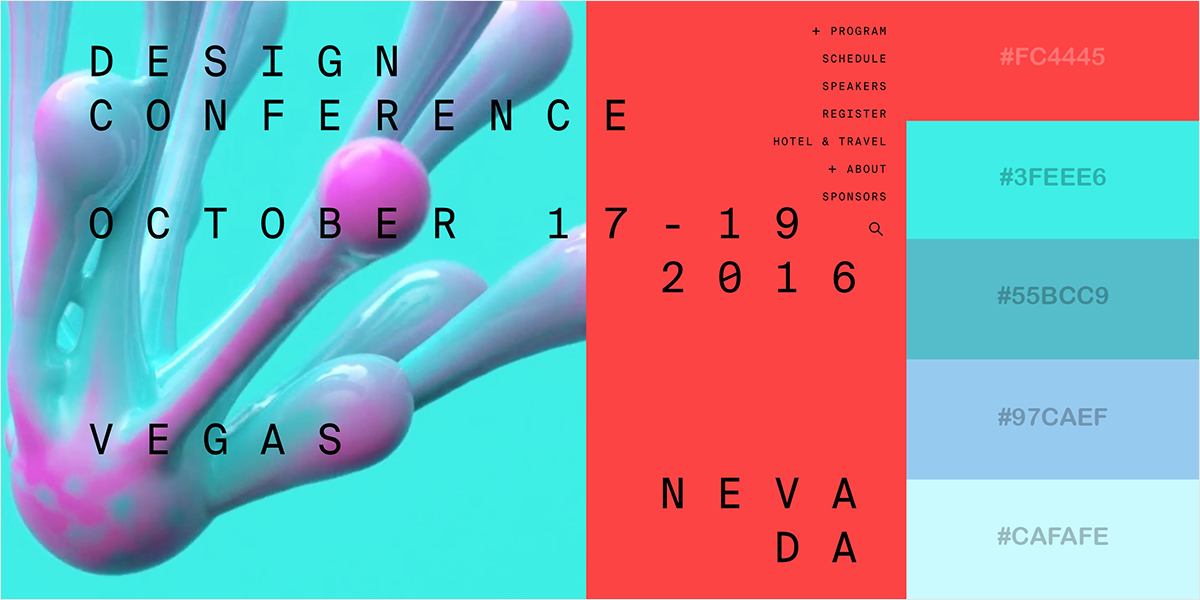 DESIGN
CONFERENCE
OCTOBER 17-19
2016
VEGAS
NEVA
DA
+ PROGRAM
SCHEDULE
SPEAKERS
REGISTER
HOTEL & TRAVEL
+ ABOUT
SPONSORS
#FC4445
#3FEEE6
#55BCC9
#97CAEF
#CAFAFE